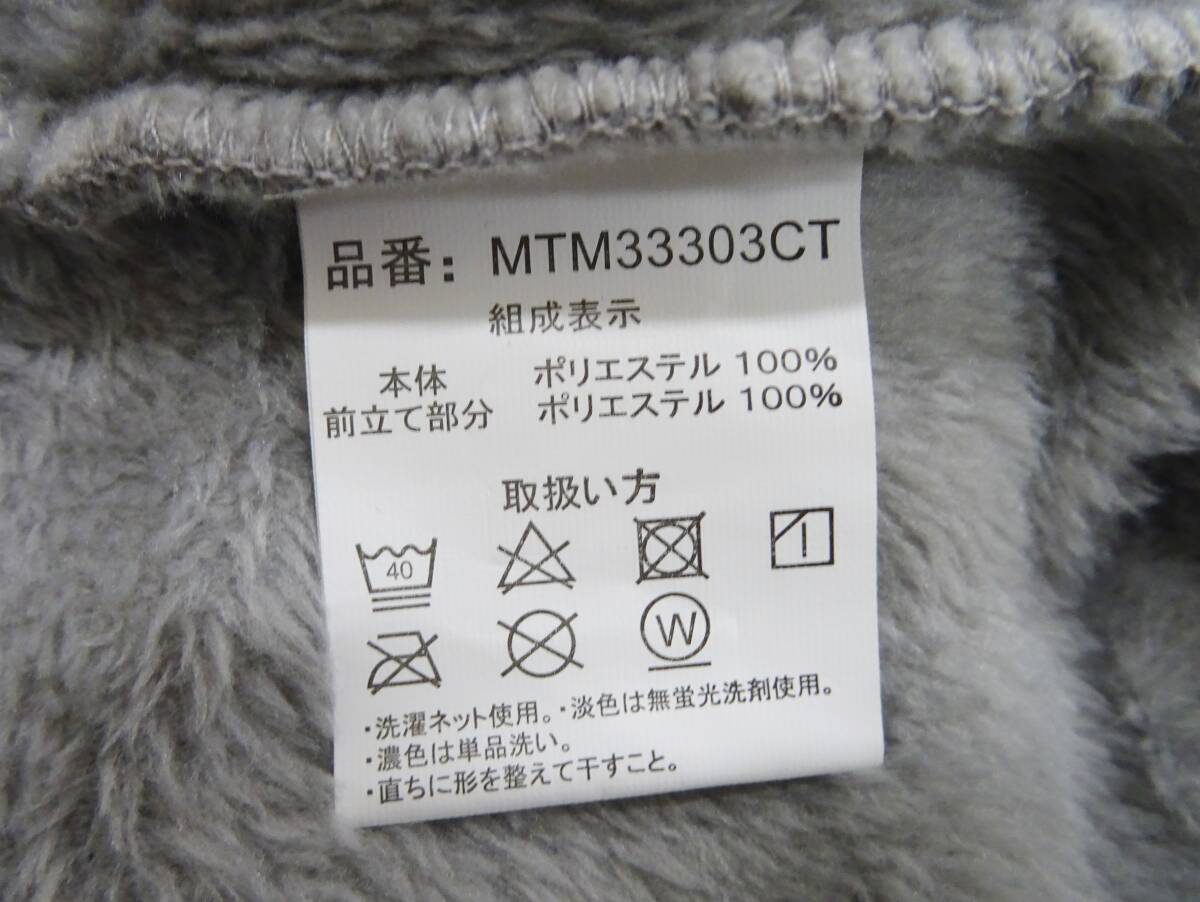 品番: MTM33303CT
組成表示
本体 ポリエステル 100%
前立て部分 ポリエステル 100%
取扱い方
40
W
・洗濯ネット使用。・淡色は無蛍光洗剤使用。
・濃色は単品洗い。
・直ちに形を整えて干すこと。